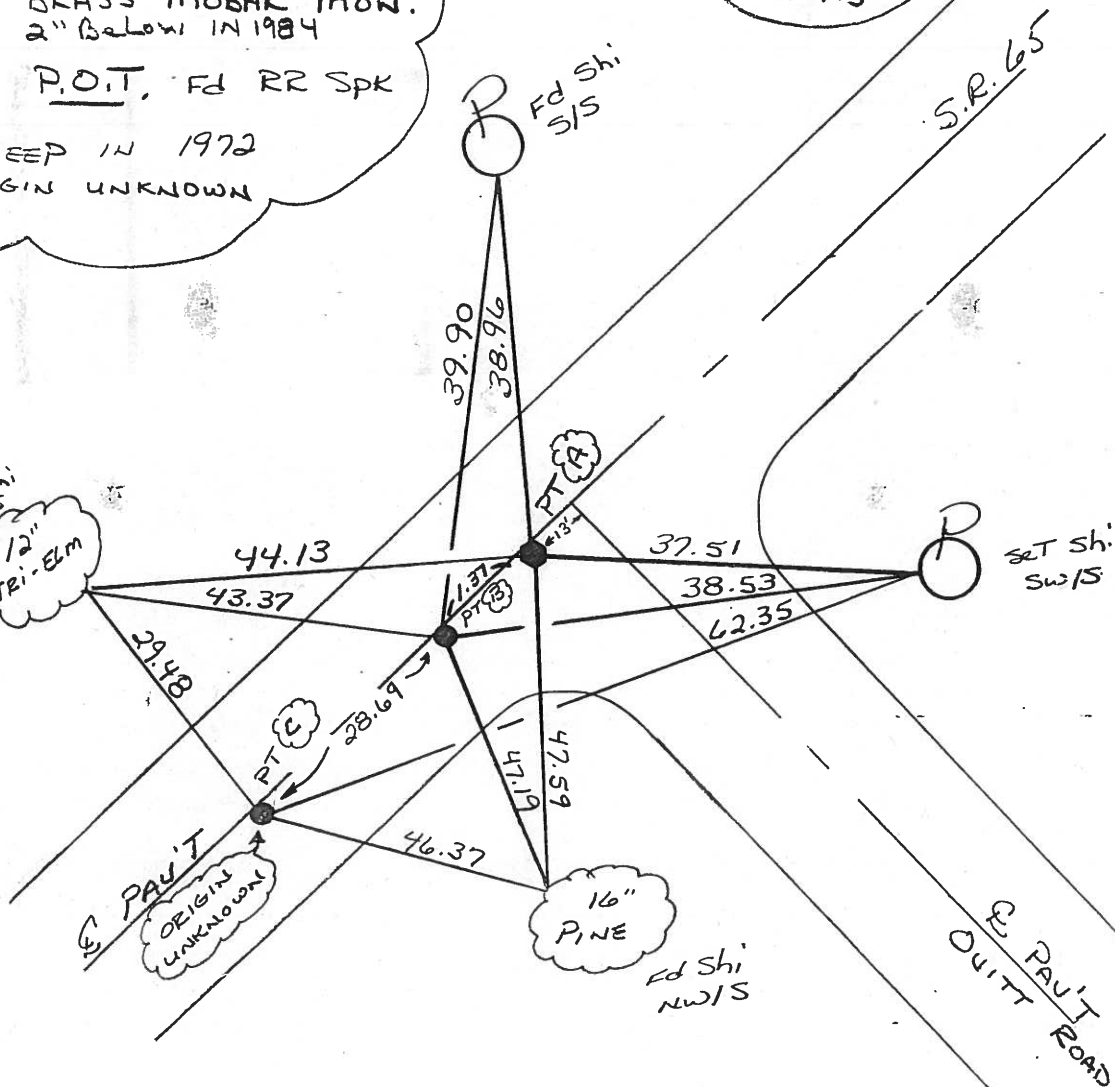 BRASS
MON.
2" Below IN 1984
P.O.T. Fd RR Spk
EEP IN 1972
GIN UNKNOWN
P
Fd Shi
S/S
S.R. 65
39.90
38.96
PT A
13'
12"
TRI-ELM
44.13
43.37
29.48
37.51
38.53
62.35
P
SeT Shi
SW/S
1.37
PT B
28.69
PT C
47.19
47.59
46.37
℄ PAV'T
ORIGIN
UNKNOWN
16"
PINE
Fd Shi
NW/S
℄ PAV'T
OVITT ROAD